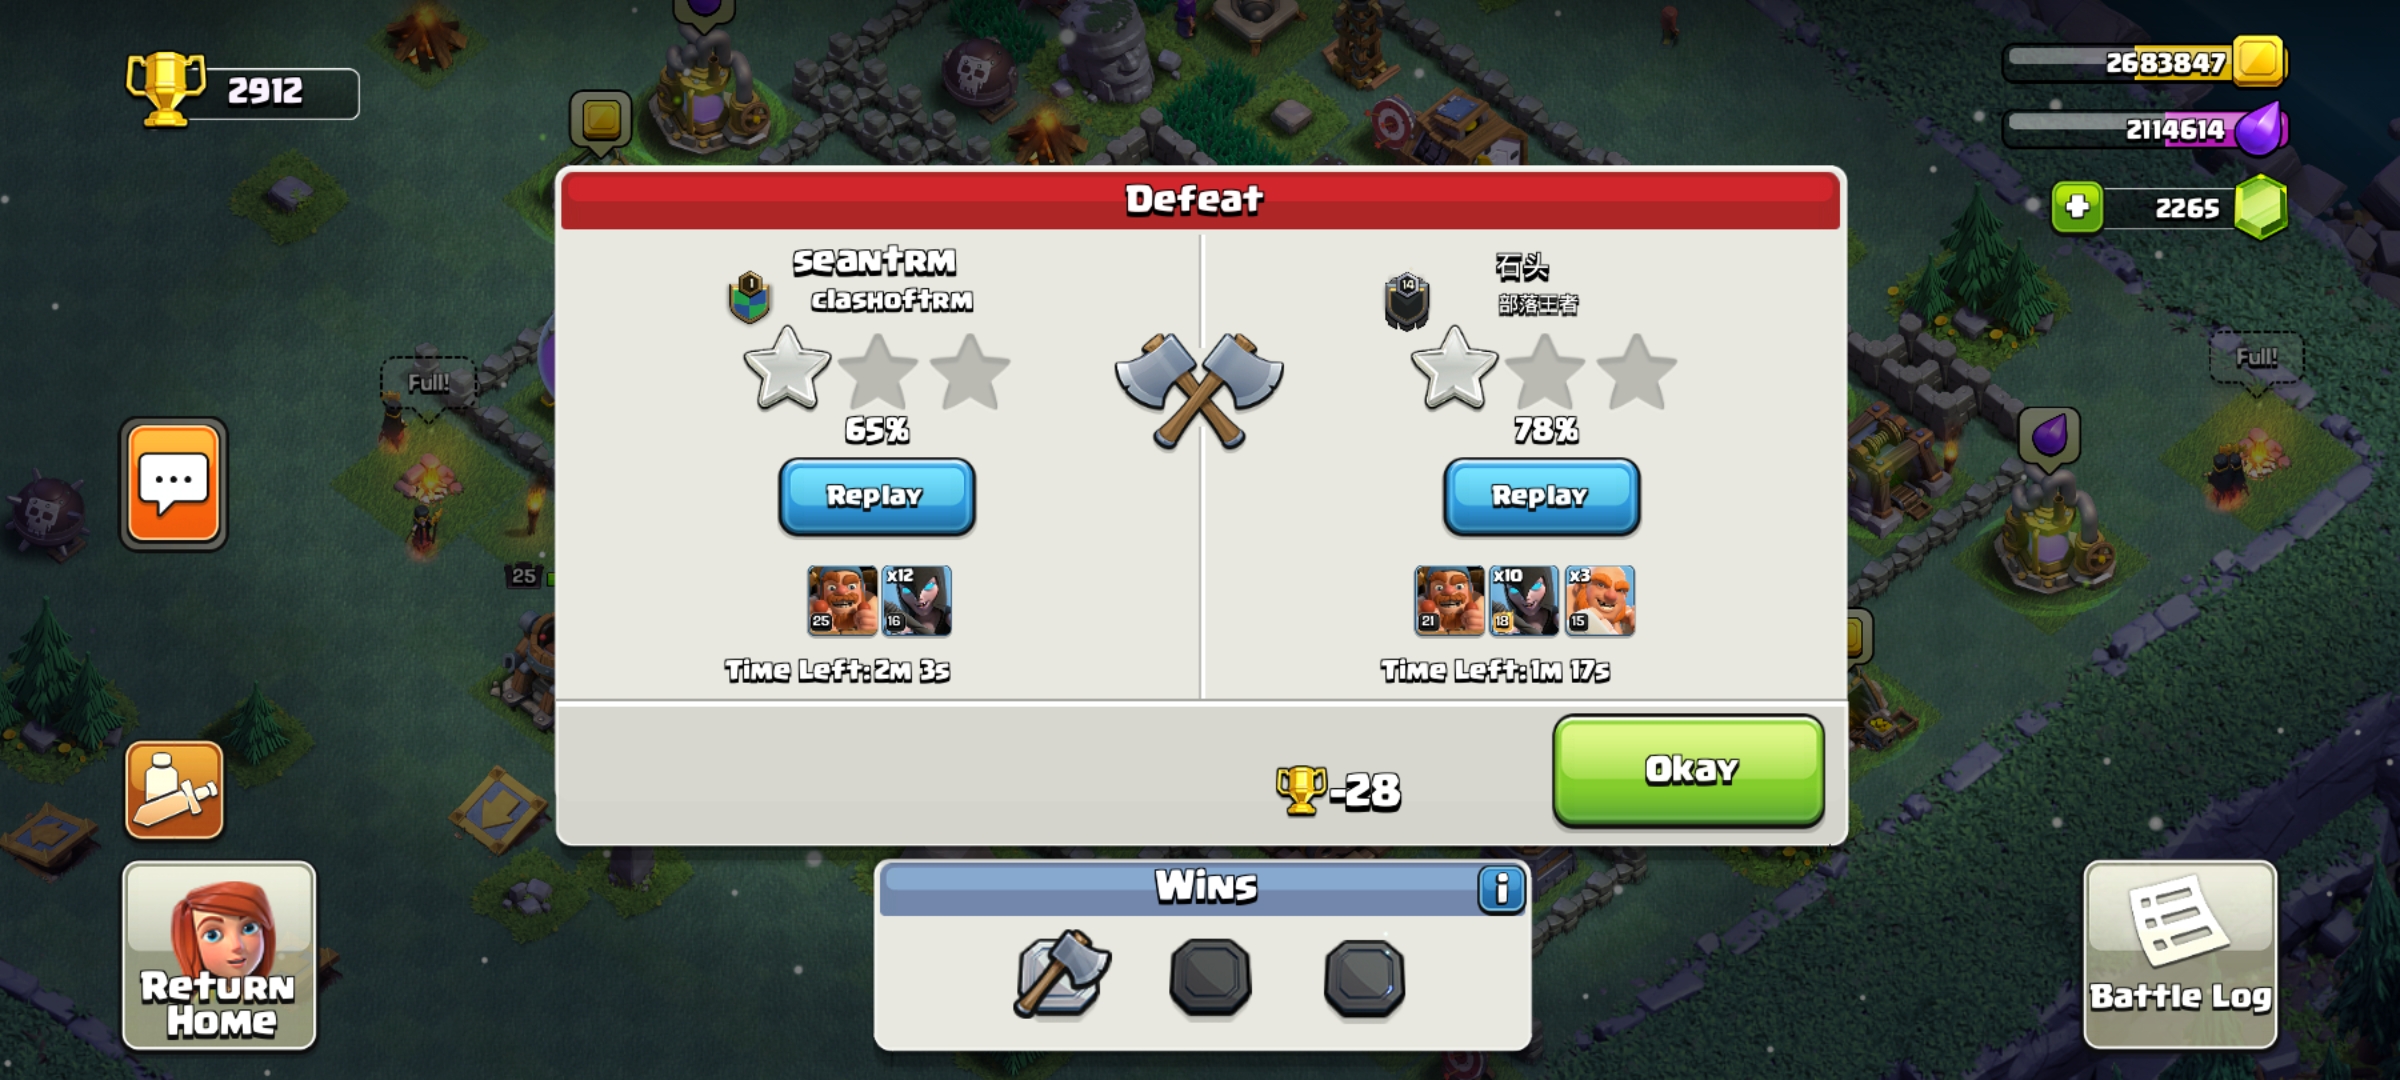 2912
2683847
2114614
2265
Defeat
seantRM
clashoftRM
1
石头
部落王者
14
Full!
Full!
65%
78%
Replay
Replay
25
25
x12
16
21
x10
18
x3
15
Time Left: 2m 3s
Time Left: 1m 17s
-28
Okay
Wins
i
Return
Home
Battle Log